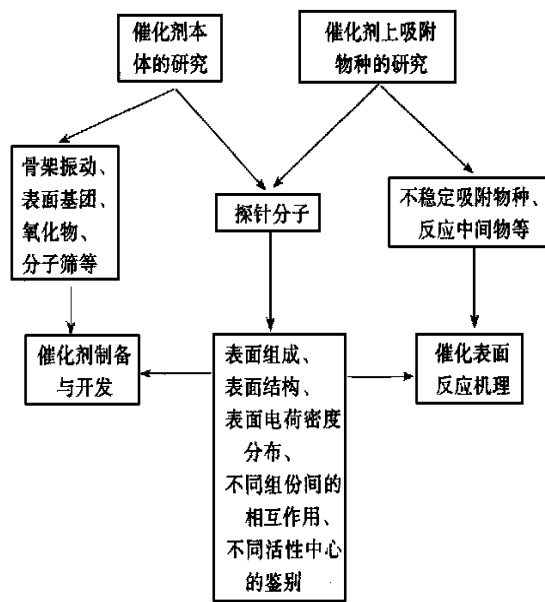 催化剂本
体的研究
催化剂上吸附
物种的研究
骨架振动、
表面基团、
氧化物、
分子筛等
探针分子
不稳定吸附物种、
反应中间物等
催化剂制备
与开发
表面组成、
表面结构、
表面电荷密度
分布、
不同组份间的
相互作用、
不同活性中心
的鉴别
催化表面
反应机理